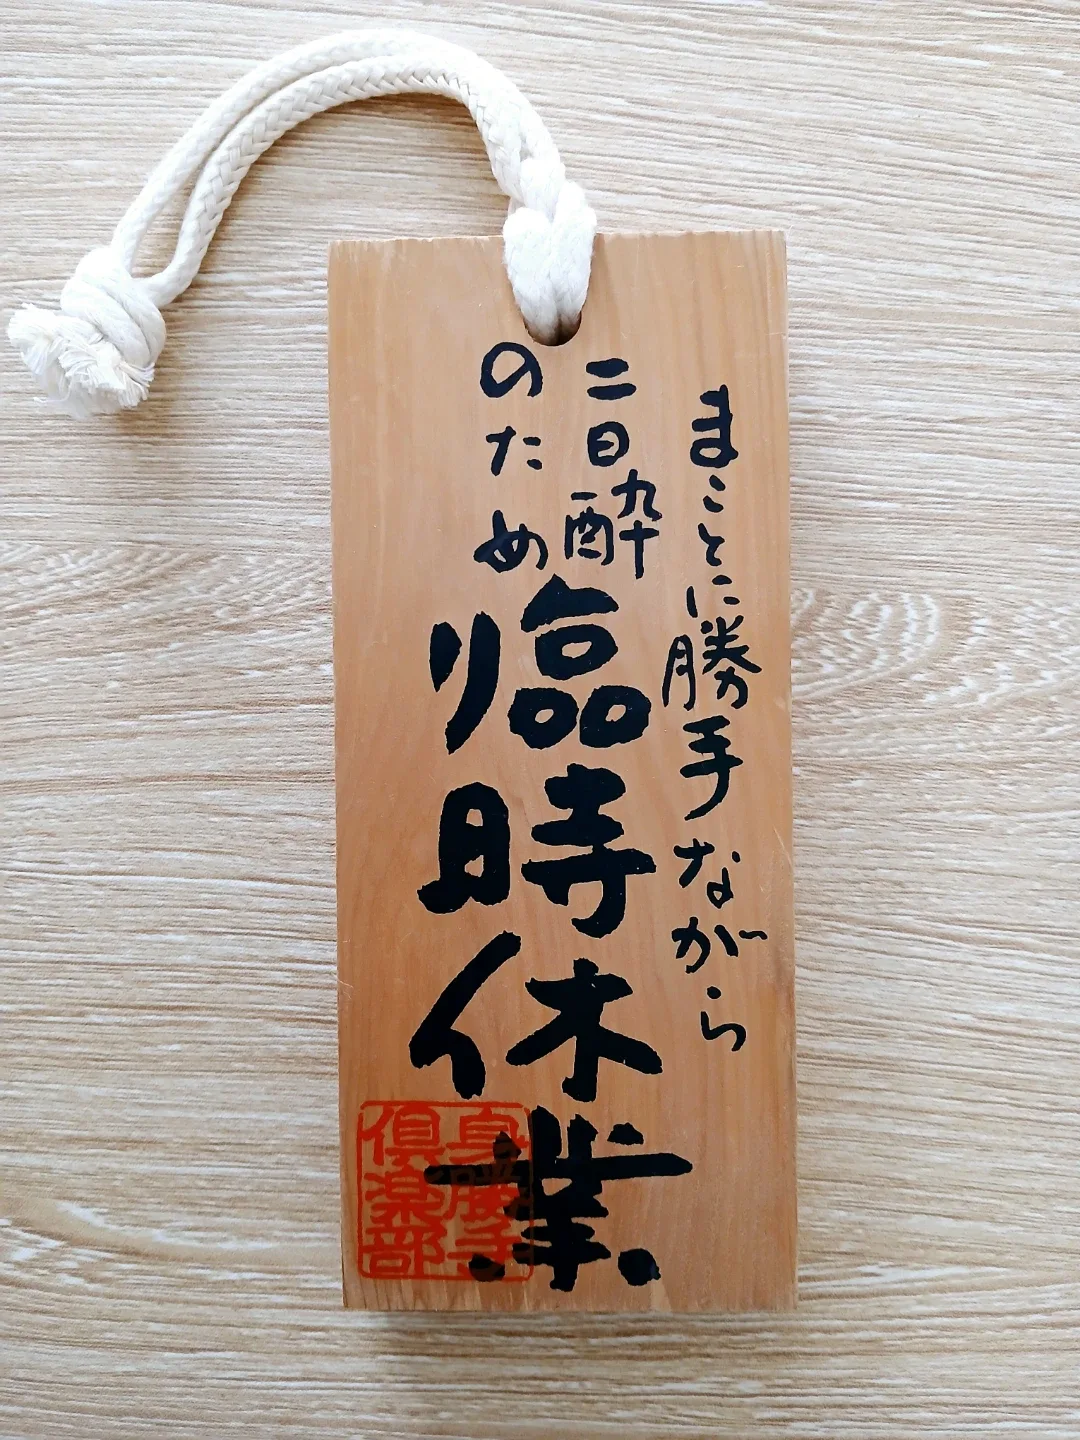 まことに勝手ながら
二日酔
のため
臨時休業
身勝手
倶楽部